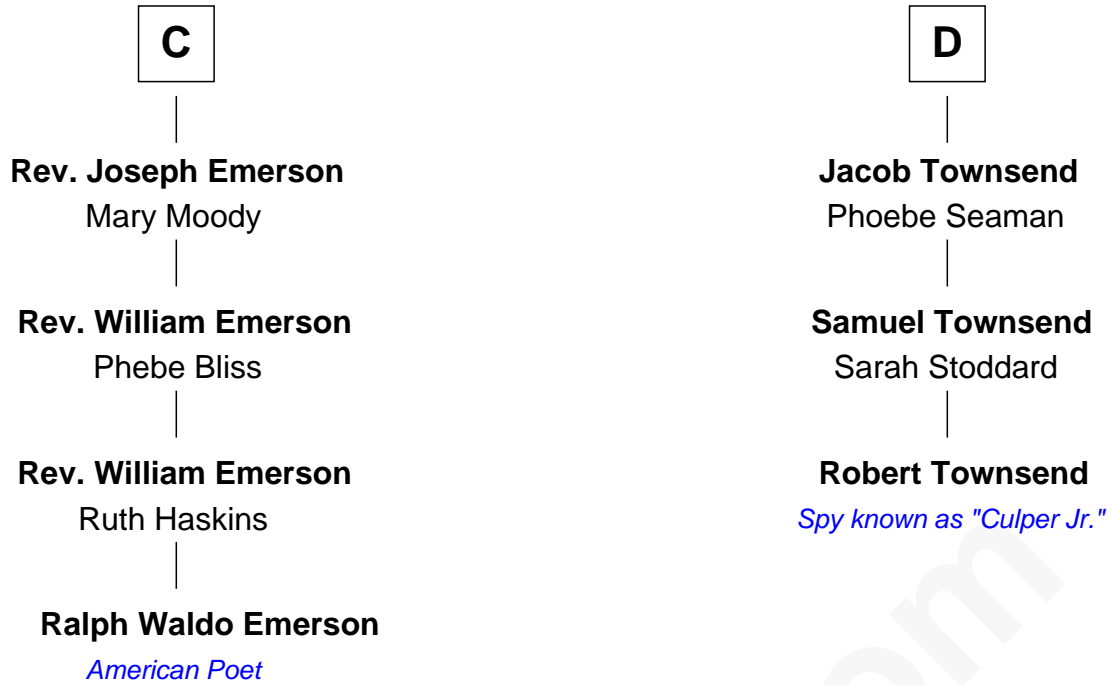 C
Rev. Joseph Emerson
Mary Moody
Rev. William Emerson
Phebe Bliss
Rev. William Emerson
Ruth Haskins
Ralph Waldo Emerson
American Poet
D
Jacob Townsend
Phoebe Seaman
Samuel Townsend
Sarah Stoddard
Robert Townsend
Spy known as "Culper Jr."
om